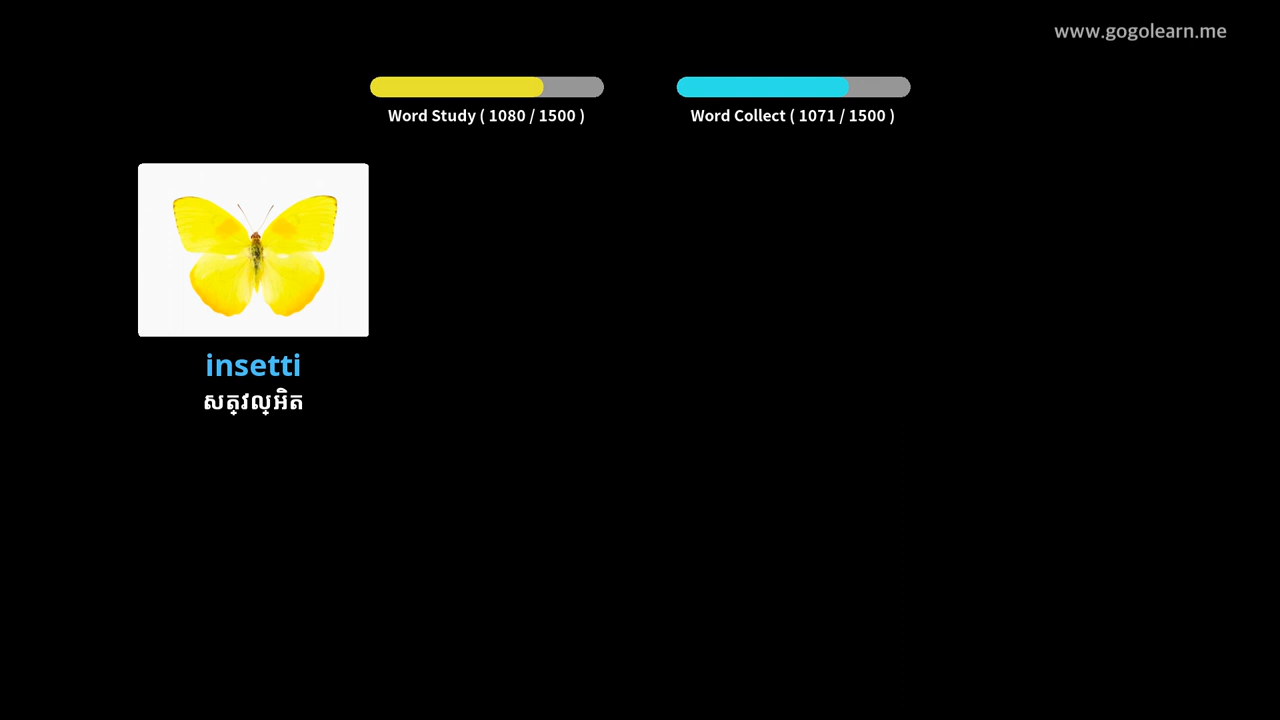 www.gogolearn.me
Word Study ( 1080 / 1500 )
Word Collect ( 1071 / 1500 )
insetti
សត្វល្អិត